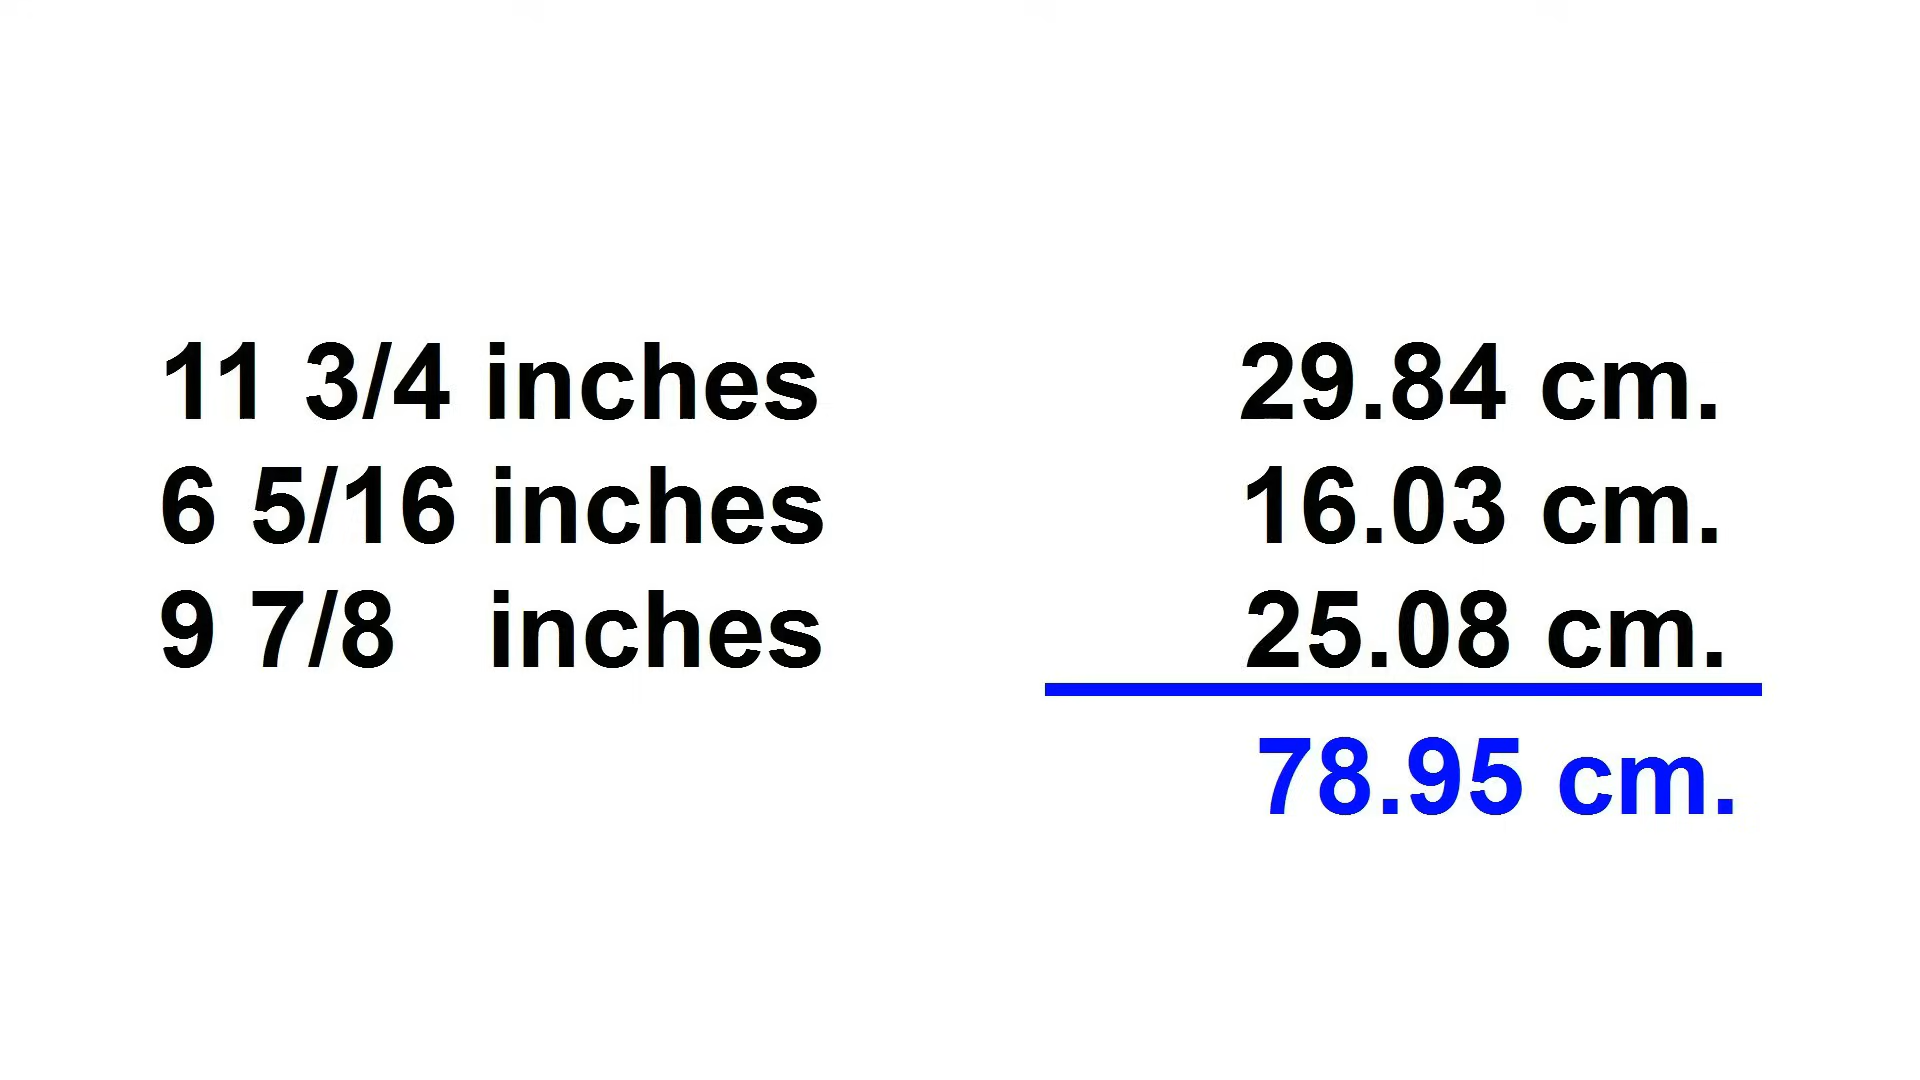 11 3/4 inches 29.84 cm.
6 5/16 inches 16.03 cm.
9 7/8 inches 25.08 cm.
78.95 cm.